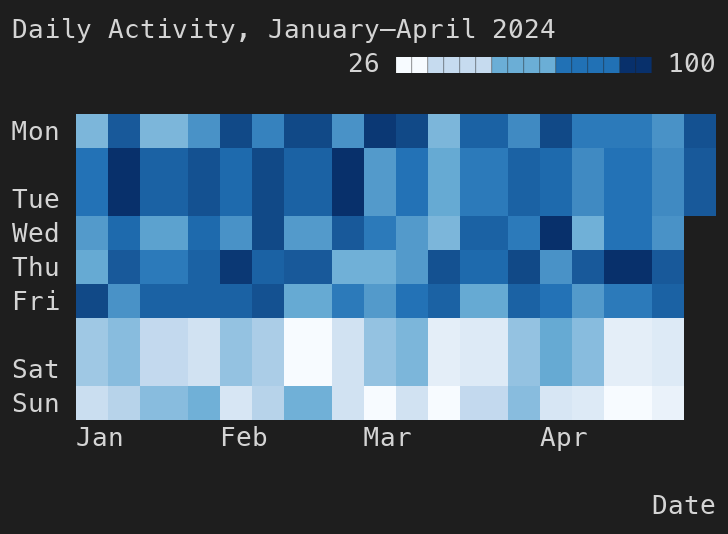 Daily Activity, January–April 2024
26 100
Mon
Tue
Wed
Thu
Fri
Sat
Sun
Jan Feb Mar Apr
Date